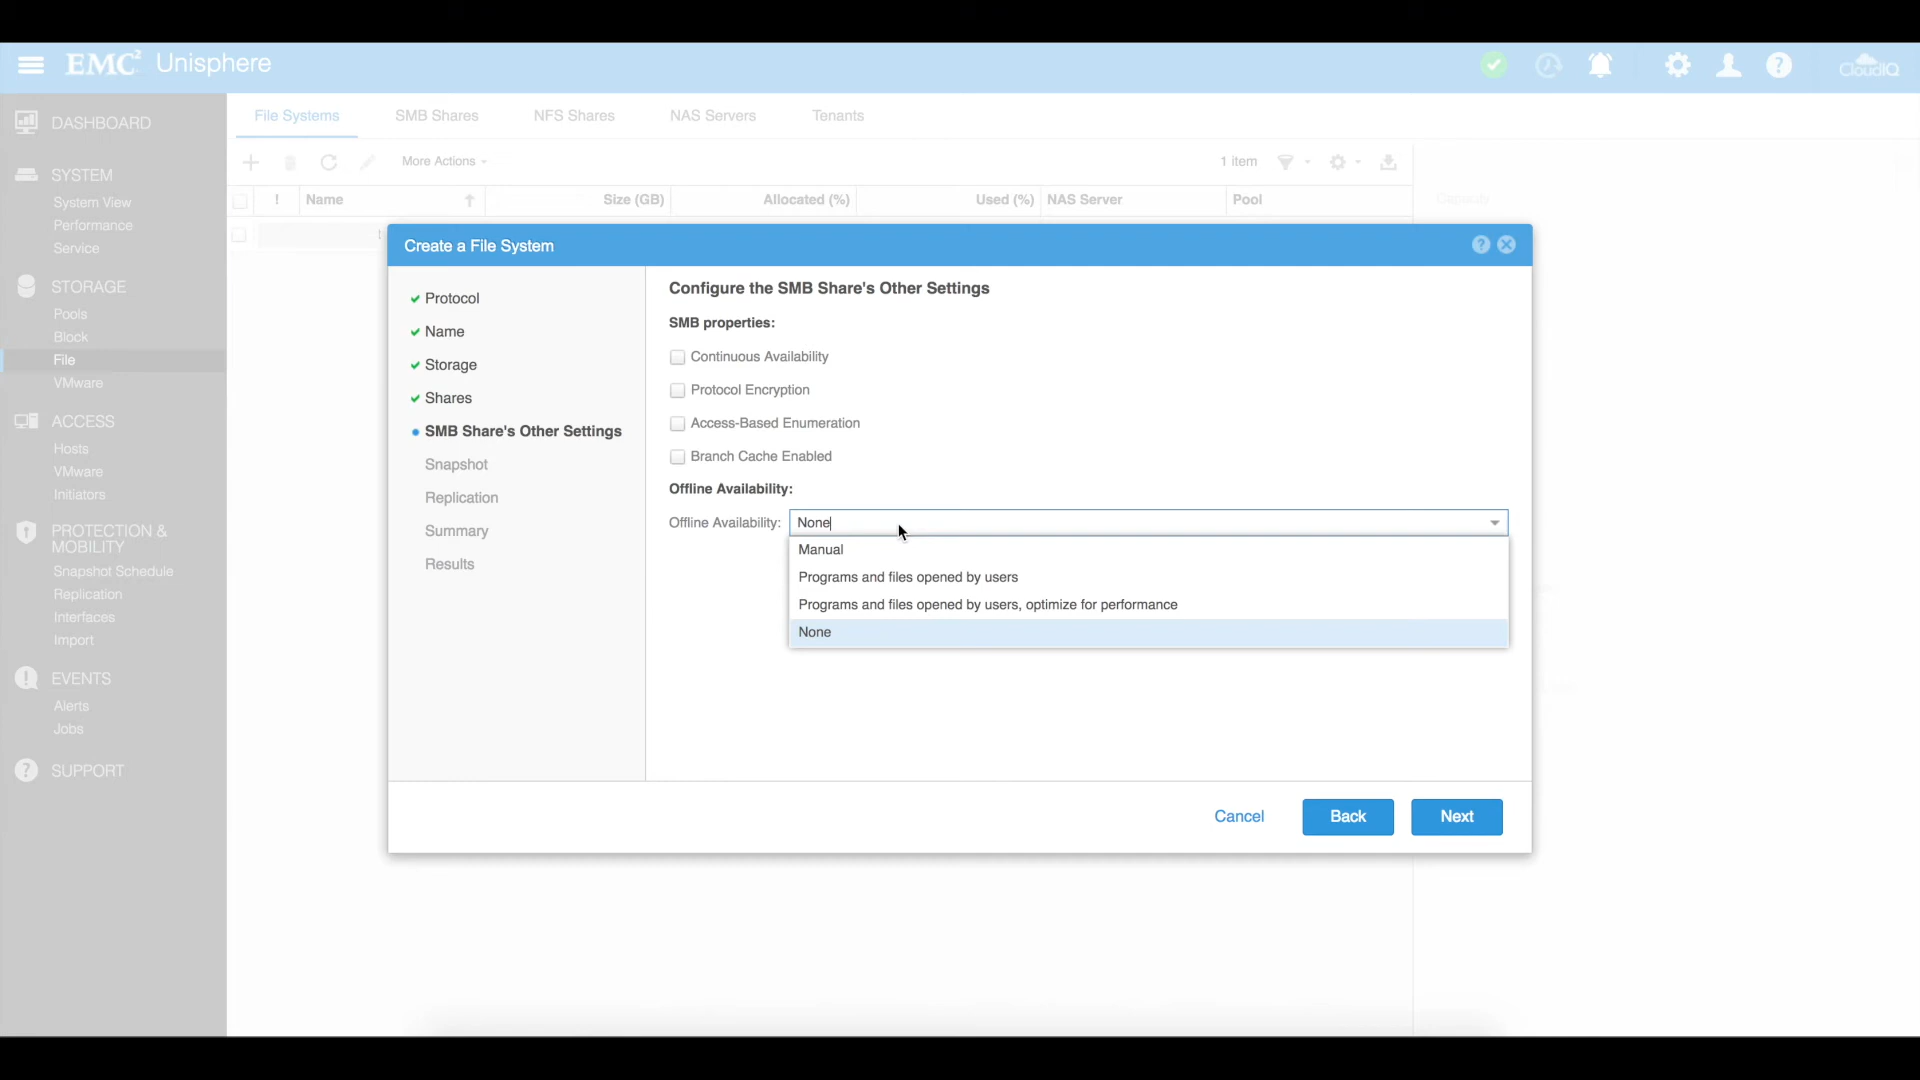 EMC² Unisphere
CloudIQ
DASHBOARD
SYSTEM
System View
Performance
Service
STORAGE
Pools
Block
File
VMware
ACCESS
Hosts
VMware
Initiators
PROTECTION &
MOBILITY
Snapshot Schedule
Replication
Interfaces
Import
EVENTS
Alerts
Jobs
SUPPORT
File Systems SMB Shares NFS Shares NAS Servers Tenants
More Actions 1 item
! Name Size (GB) Allocated (%) Used (%) NAS Server Pool
Capacity
Create a File System
Protocol
Name
Storage
Shares
SMB Share's Other Settings
Snapshot
Replication
Summary
Results
Configure the SMB Share's Other Settings
SMB properties:
Continuous Availability
Protocol Encryption
Access-Based Enumeration
Branch Cache Enabled
Offline Availability:
Offline Availability: None
Manual
Programs and files opened by users
Programs and files opened by users, optimize for performance
None
Cancel Back Next